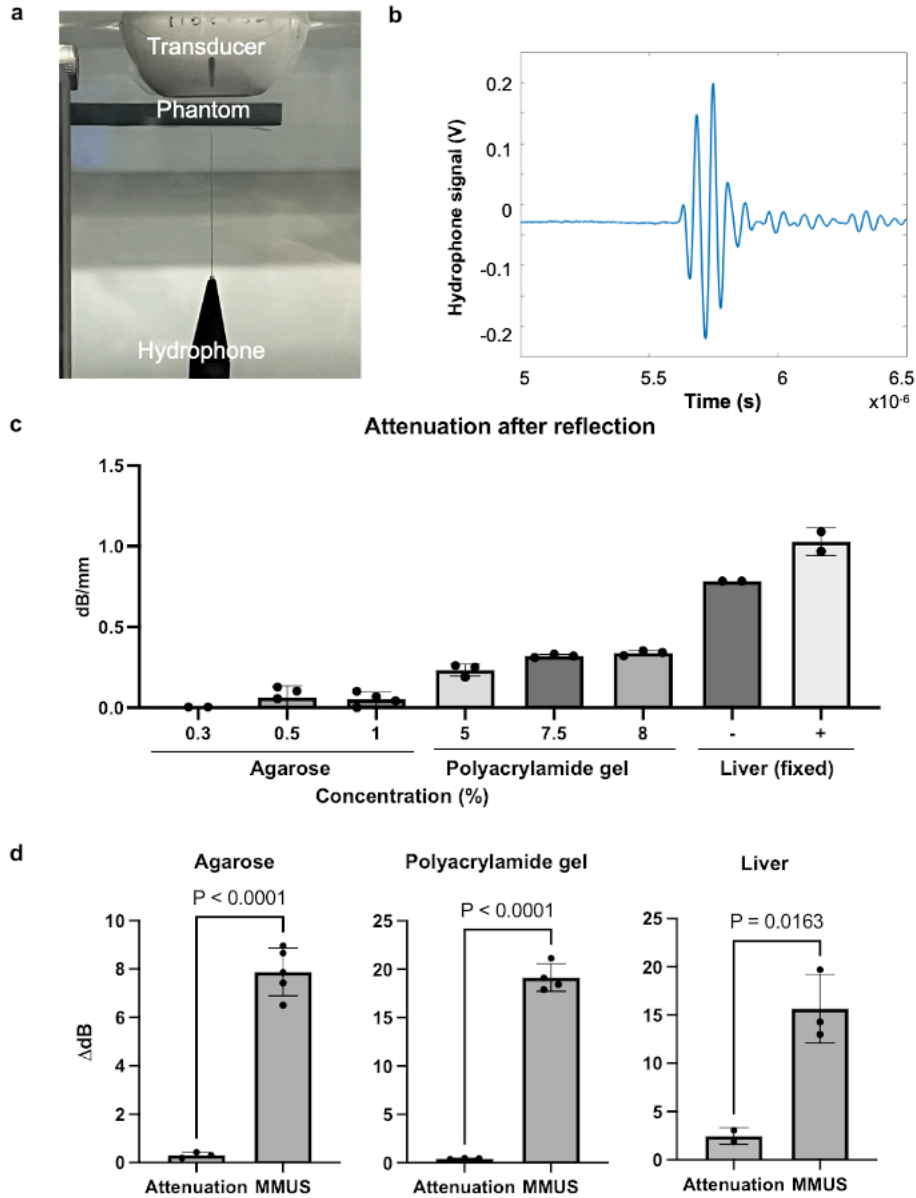 a
Transducer
Phantom
Hydrophone
b
Hydrophone signal (V)
0.2
0.1
0
-0.1
-0.2
5
5.5
6
6.5
Time (s)
x10-6
c
Attenuation after reflection
dB/mm
1.5
1.0
0.5
0.0
0.3
0.5
1
5
7.5
8
-
+
Agarose
Polyacrylamide gel
Liver (fixed)
Concentration (%)
d
Agarose
P < 0.0001
ΔdB
10
8
6
4
2
0
Attenuation MMUS
Polyacrylamide gel
P < 0.0001
25
20
15
10
5
0
Attenuation MMUS
Liver
P = 0.0163
25
20
15
10
5
0
Attenuation MMUS